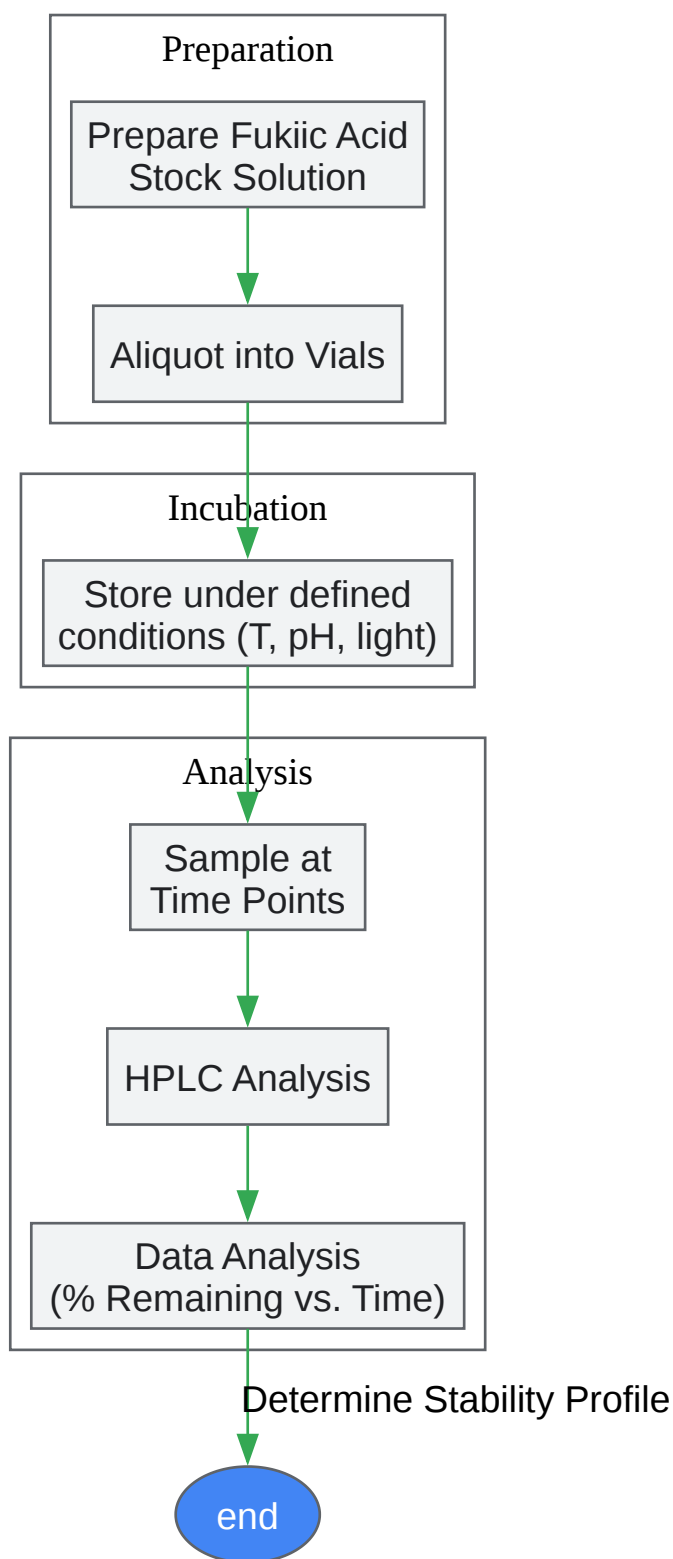 Preparation
Prepare Fukiic Acid
Stock Solution
Aliquot into Vials
Incubation
Store under defined
conditions (T, pH, light)
Analysis
Sample at
Time Points
HPLC Analysis
Data Analysis
(% Remaining vs. Time)
Determine Stability Profile
end